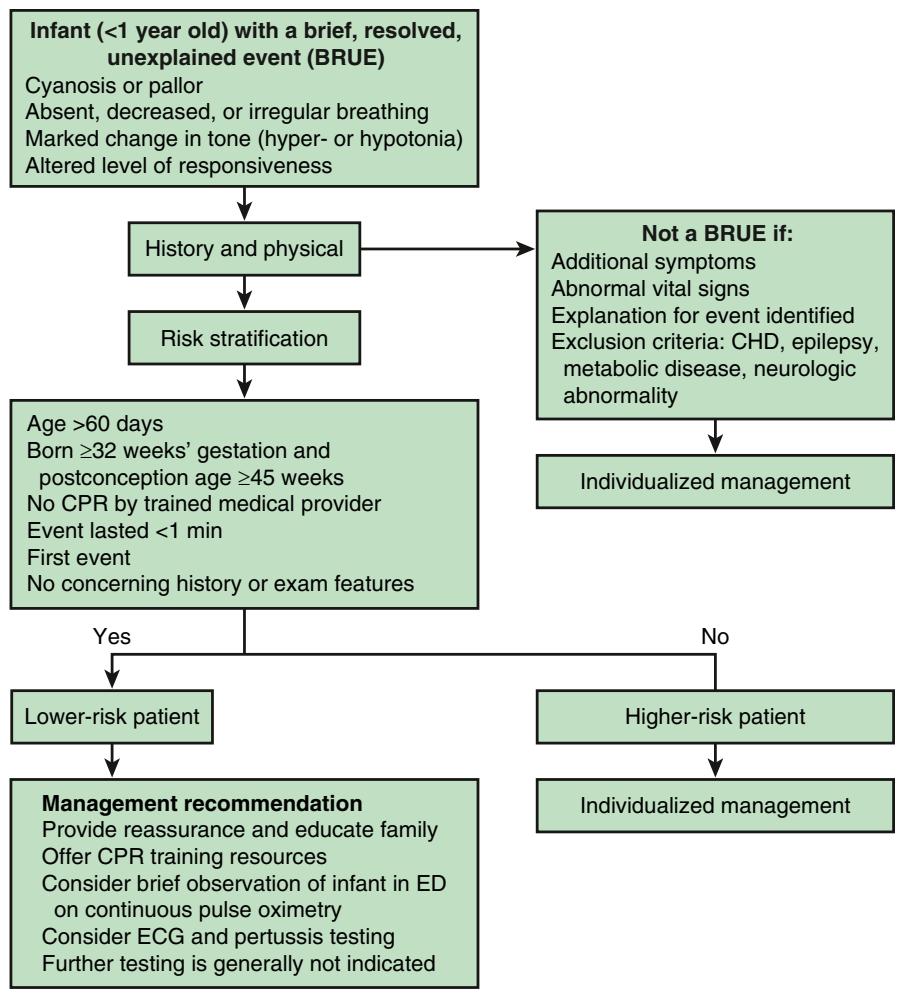 Infant (<1 year old) with a brief, resolved,
unexplained event (BRUE)
Cyanosis or pallor
Absent, decreased, or irregular breathing
Marked change in tone (hyper- or hypotonia)
Altered level of responsiveness
History and physical
Not a BRUE if:
Additional symptoms
Abnormal vital signs
Explanation for event identified
Exclusion criteria: CHD, epilepsy,
metabolic disease, neurologic
abnormality
Individualized management
Risk stratification
Age >60 days
Born ≥32 weeks’ gestation and
postconception age ≥45 weeks
No CPR by trained medical provider
Event lasted <1 min
First event
No concerning history or exam features
Yes
No
Lower-risk patient
Higher-risk patient
Management recommendation
Provide reassurance and educate family
Offer CPR training resources
Consider brief observation of infant in ED
on continuous pulse oximetry
Consider ECG and pertussis testing
Further testing is generally not indicated
Individualized management